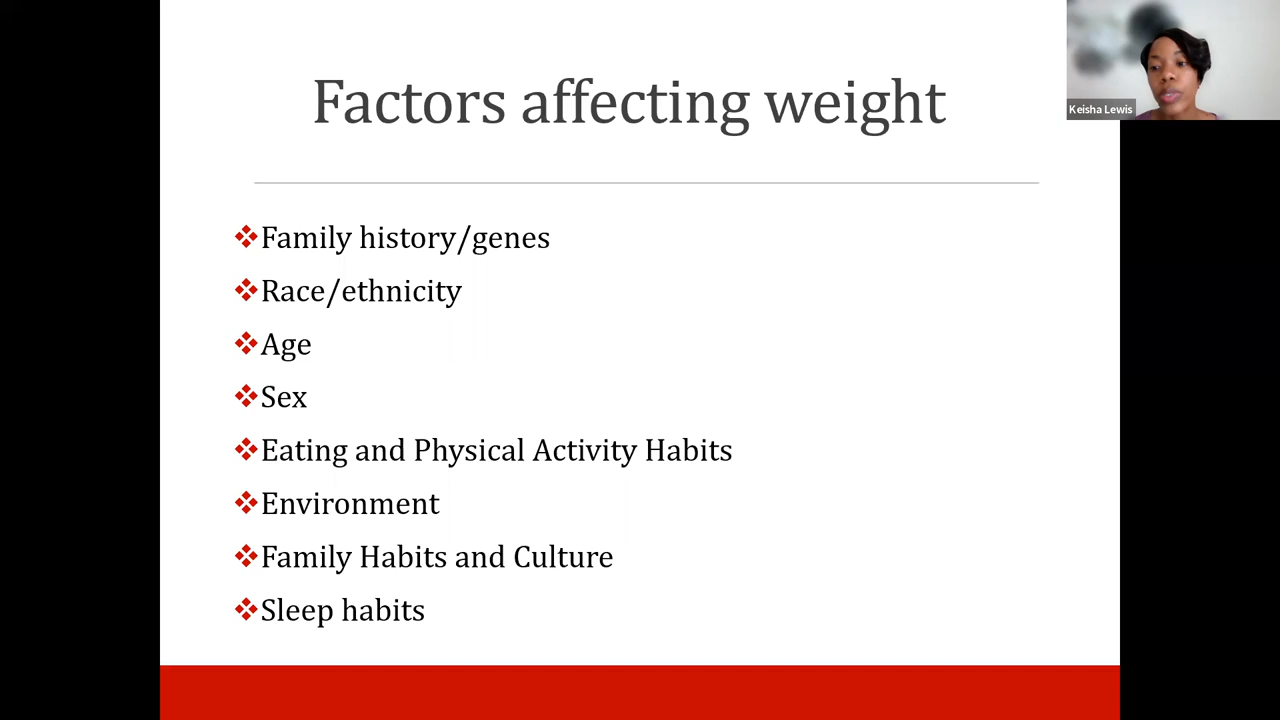 Factors affecting weight
Keisha Lewis
❖Family history/genes
❖Race/ethnicity
❖Age
❖Sex
❖Eating and Physical Activity Habits
❖Environment
❖Family Habits and Culture
❖Sleep habits